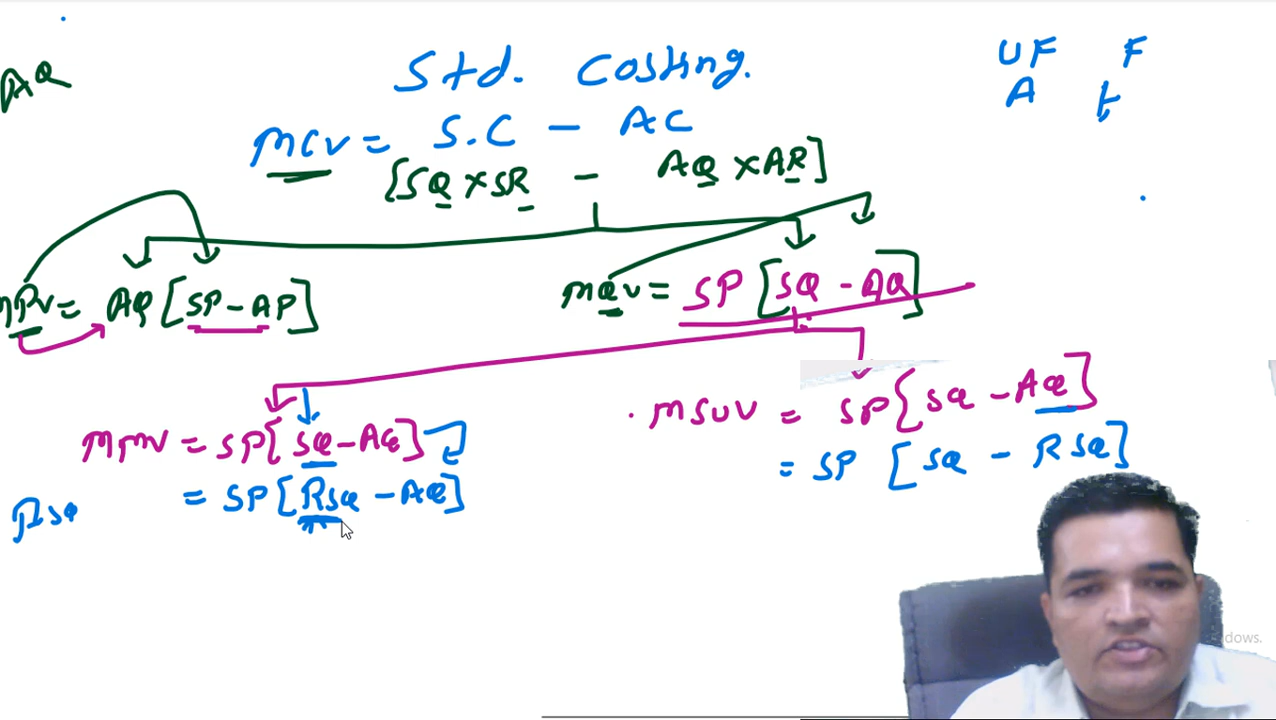 AQ
Std. Costing.
UF F
A F
MCV = S.C - AC
[SQ × SR - AQ × AR]
MPV = AQ [SP - AP]
MQV = SP [SQ - AQ]
MMV = SP [SQ - AQ]
= SP [RSQ - AQ]
MSUV = SP [SQ - AQ]
= SP [SQ - RSQ]
RSQ
dows.